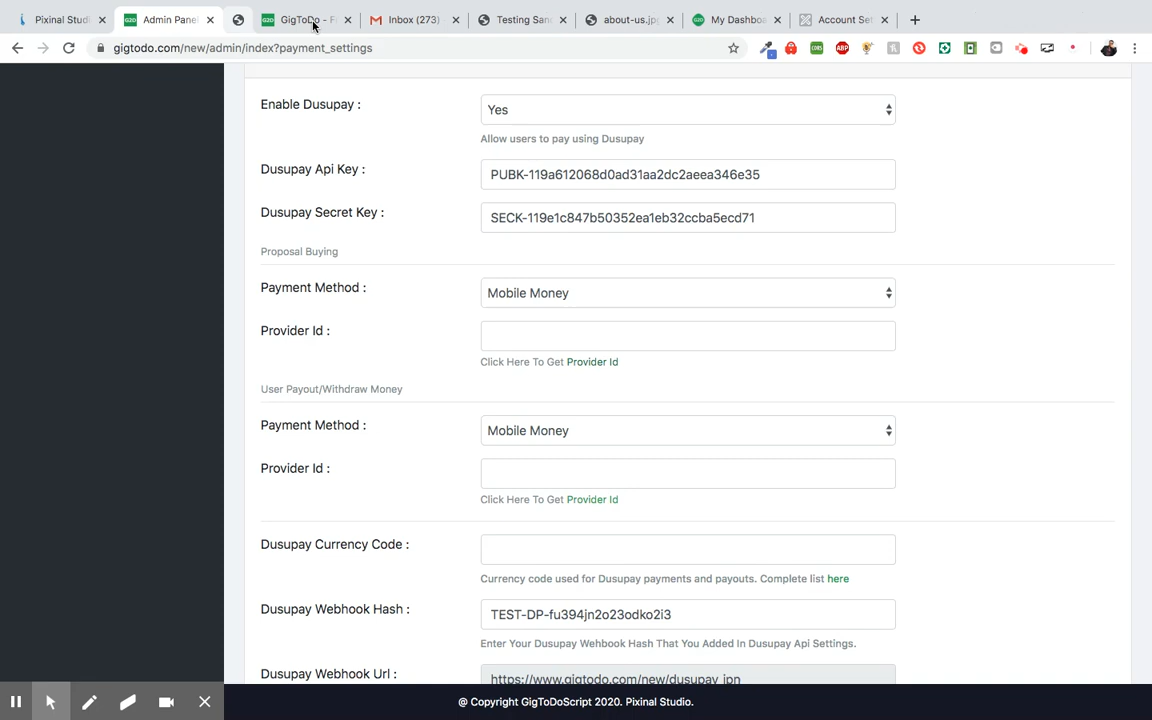 Pixinal Studi
Admin Pane
GigToDo - F
Inbox (273)
Testing San
about-us.jp
My Dashbo
Account Set
gigtodo.com/new/admin/index?payment_settings
Enable Dusupay :
Yes
Allow users to pay using Dusupay
Dusupay Api Key :
PUBK-119a612068d0ad31aa2dc2aeea346e35
Dusupay Secret Key :
SECK-119e1c847b50352ea1eb32ccba5ecd71
Proposal Buying
Payment Method :
Mobile Money
Provider Id :
Click Here To Get Provider Id
User Payout/Withdraw Money
Payment Method :
Mobile Money
Provider Id :
Click Here To Get Provider Id
Dusupay Currency Code :
Currency code used for Dusupay payments and payouts. Complete list here
Dusupay Webhook Hash :
TEST-DP-fu394jn2o23odko2i3
Enter Your Dusupay Wehbook Hash That You Added In Dusupay Api Settings.
Dusupay Webhook Url :
https://www.gigtodo.com/new/dusupay_ipn
@ Copyright GigToDoScript 2020. Pixinal Studio.